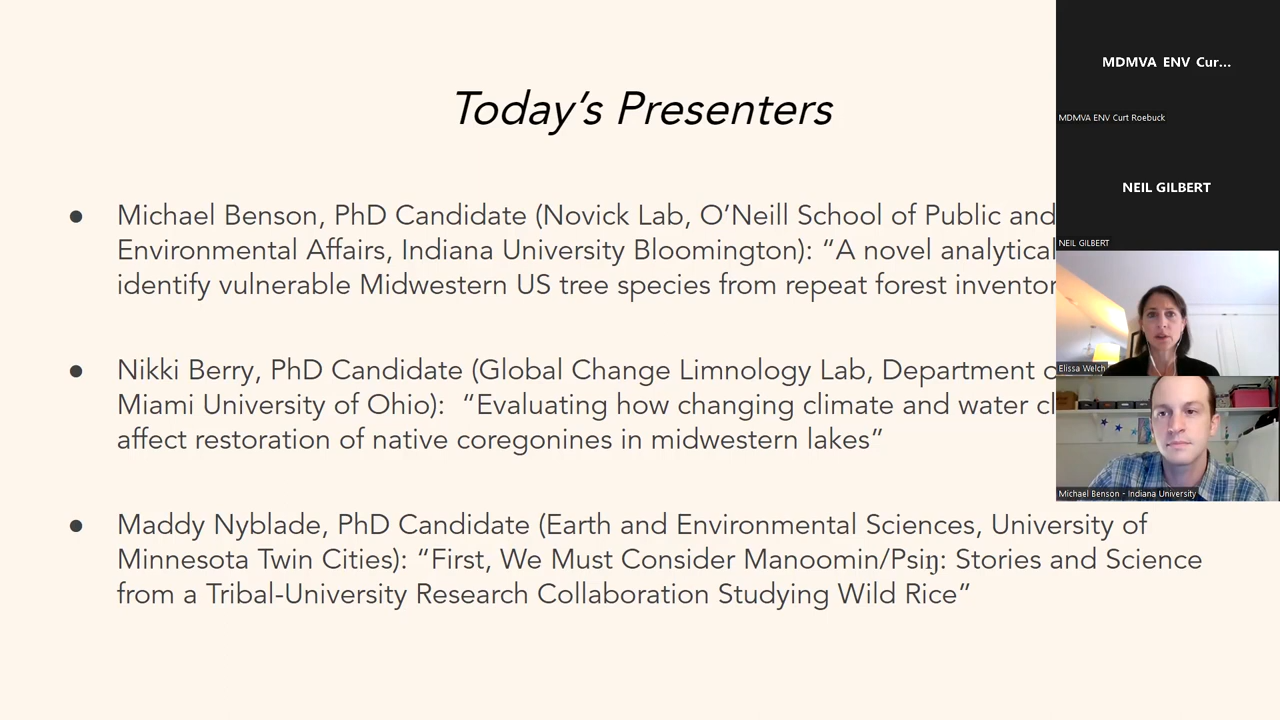 Today's Presenters
● Michael Benson, PhD Candidate (Novick Lab, O'Neill School of Public and
Environmental Affairs, Indiana University Bloomington): “A novel analytical
identify vulnerable Midwestern US tree species from repeat forest
● Nikki Berry, PhD Candidate (Global Change Limnology Lab, Department
Miami University of Ohio): “Evaluating how changing climate and water
affect restoration of native coregonines in midwestern lakes”
● Maddy Nyblade, PhD Candidate (Earth and Environmental Sciences, University of
Minnesota Twin Cities): “First, We Must Consider Manoomin/Psiŋ: Stories and Science
from a Tribal-University Research Collaboration Studying Wild Rice”
MDMVA ENV Cur...
MDMVA ENV Curt Roebuck
NEIL GILBERT
NEIL GILBERT
Elissa Welch
Michael Benson - Indiana University